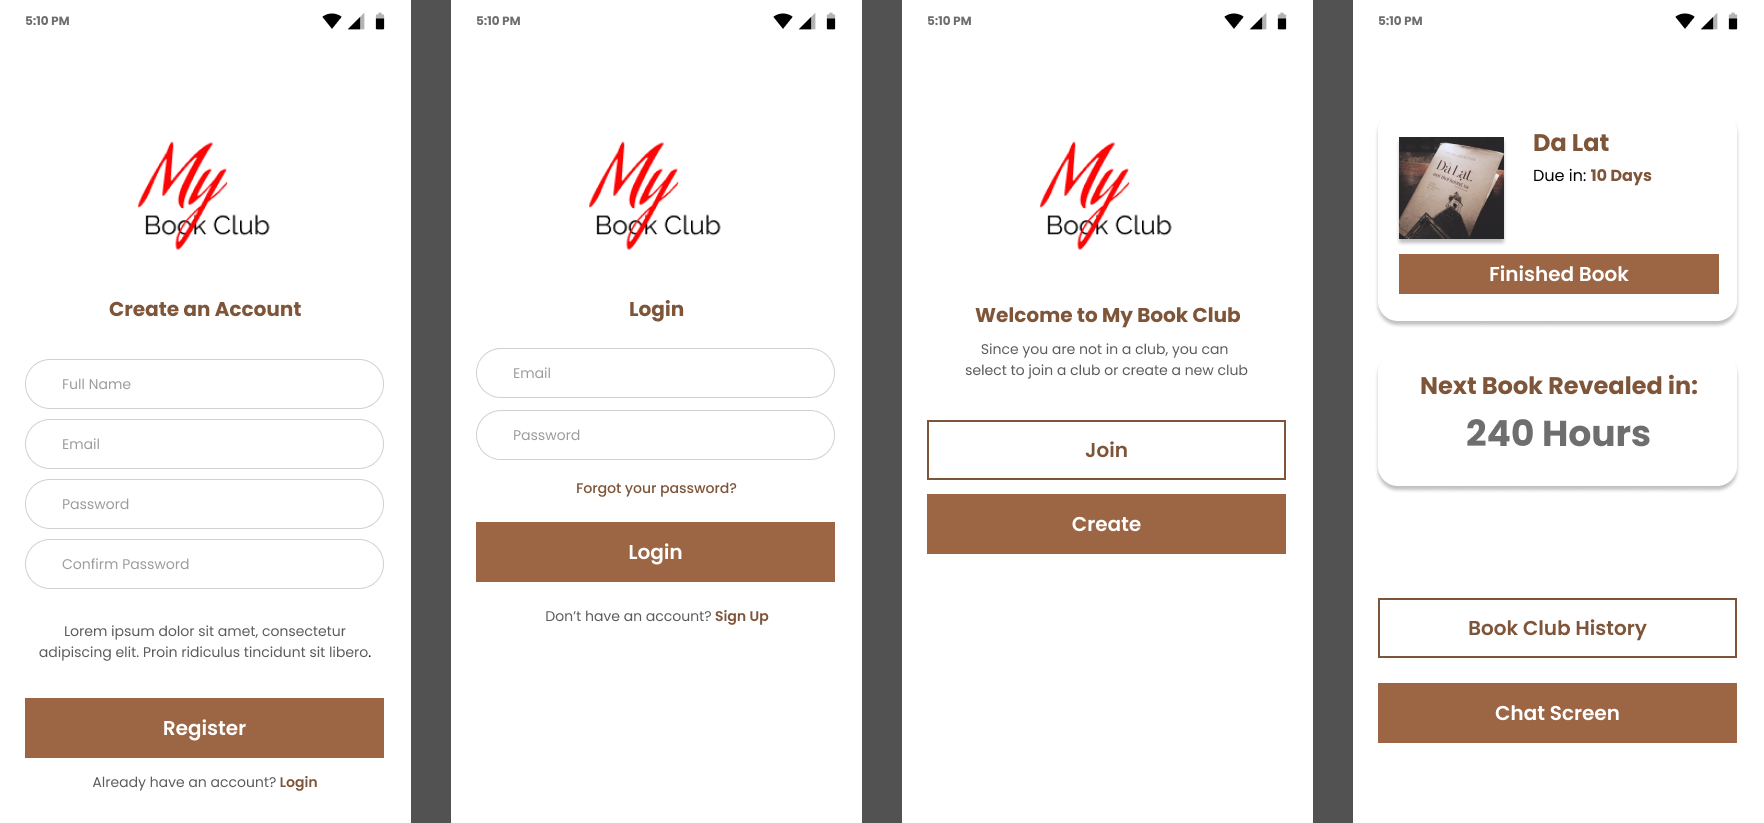 5:10 PM
My
Book Club
Create an Account
Full Name
Email
Password
Confirm Password
Lorem ipsum dolor sit amet, consectetur
adipiscing elit. Proin ridiculus tincidunt sit libero.
Register
Already have an account? Login
5:10 PM
My
Book Club
Login
Email
Password
Forgot your password?
Login
Don’t have an account? Sign Up
5:10 PM
My
Book Club
Welcome to My Book Club
Since you are not in a club, you can
select to join a club or create a new club
Join
Create
5:10 PM
Da Lat
Da Lat
Due in: 10 Days
Finished Book
Next Book Revealed in:
240 Hours
Book Club History
Chat Screen